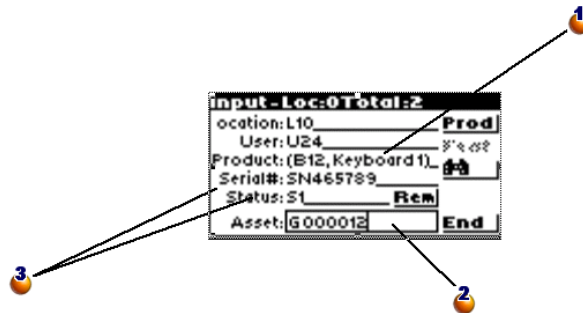 1
input-Loc:0Total:2
ocation: L10 Prod
User: U24
Product: (B12, Keyboard1)
Serial#: SN465789
Status: S1 Rem
Asset: G000012 End
3
2